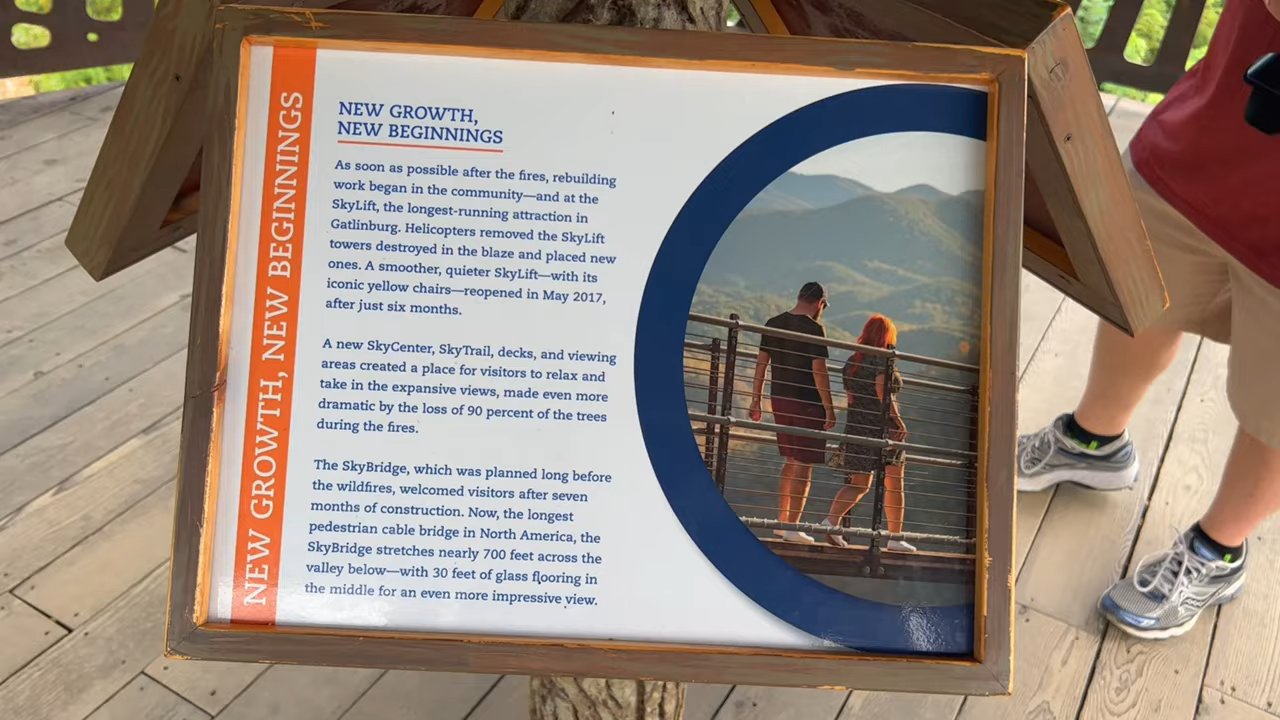 NEW GROWTH, NEW BEGINNINGS
NEW GROWTH,
NEW BEGINNINGS
As soon as possible after the fires, rebuilding
work began in the community—and at the
SkyLift, the longest-running attraction in
Gatlinburg. Helicopters removed the SkyLift
towers destroyed in the blaze and placed new
ones. A smoother, quieter SkyLift—with its
iconic yellow chairs—reopened in May 2017,
after just six months.
A new SkyCenter, SkyTrail, decks, and viewing
areas created a place for visitors to relax and
take in the expansive views, made even more
dramatic by the loss of 90 percent of the trees
during the fires.
The SkyBridge, which was planned long before
the wildfires, welcomed visitors after seven
months of construction. Now, the longest
pedestrian cable bridge in North America, the
SkyBridge stretches nearly 700 feet across the
valley below—with 30 feet of glass flooring in
the middle for an even more impressive view.